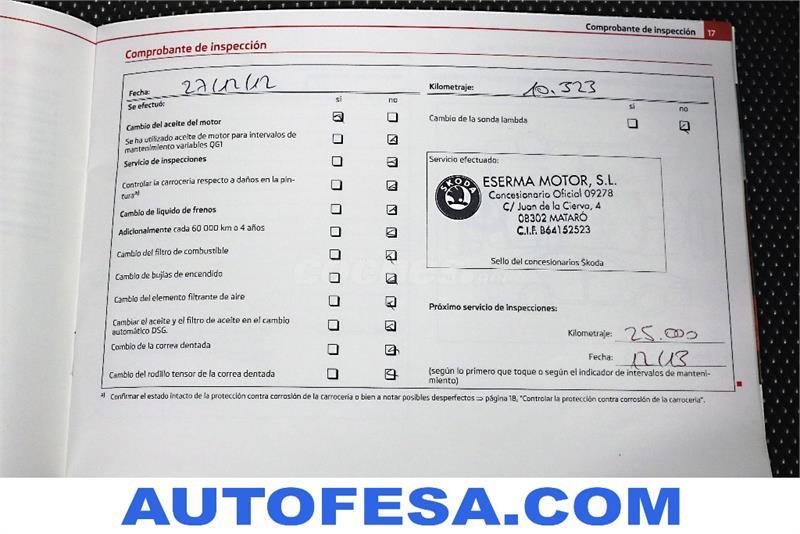 Comprobante de inspección 17
Comprobante de inspección
Fecha: 27/12/12
Se efectuó: si no
Cambio del aceite del motor
Se ha utilizado aceite de motor para intervalos de
mantenimiento variables QG1
Servicio de inspecciones
Controlar la carrocería respecto a daños en la pin-
tura a)
Cambio de líquido de frenos
Adicionalmente cada 60 000 km o 4 años
Cambio del filtro de combustible
Cambio de bujías de encendido
Cambio del elemento filtrante de aire
Cambiar el aceite y el filtro de aceite en el cambio
automático DSG.
Cambio de la correa dentada
Cambio del rodillo tensor de la correa dentada
Kilometraje: 10.323
si no
Cambio de la sonda lambda
Servicio efectuado:
ŠKODA
ESERMA MOTOR, S.L.
Concesionario Oficial 09278
C/ Juan de la Cierva, 4
08302 MATARÓ
C.I.F. B64152523
Sello del concesionarios Škoda
Próximo servicio de inspecciones:
Kilometraje: 25.000
Fecha: 12/13
(según lo primero que toque o según el indicador de intervalos de manteni-
miento)
a) Confirmar el estado intacto de la protección contra corrosión de la carrocería o bien a notar posibles desperfectos ⇒ página 18, "Controlar la protección contra corrosión de la carrocería".
AUTOFESA.COM